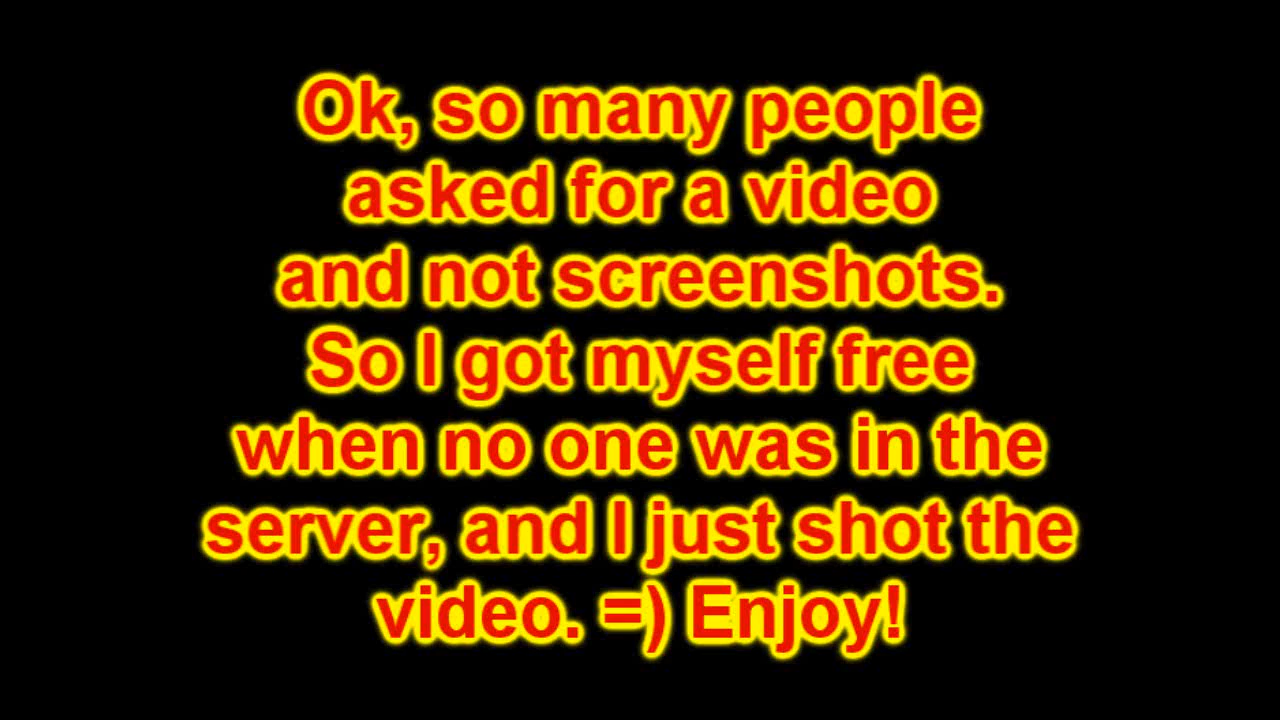 Ok, so many people
asked for a video
and not screenshots.
So I got myself free
when no one was in the
server, and I just shot the
video. =) Enjoy!